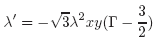 λ′ = −√3λ²xy(Γ − 3/2)